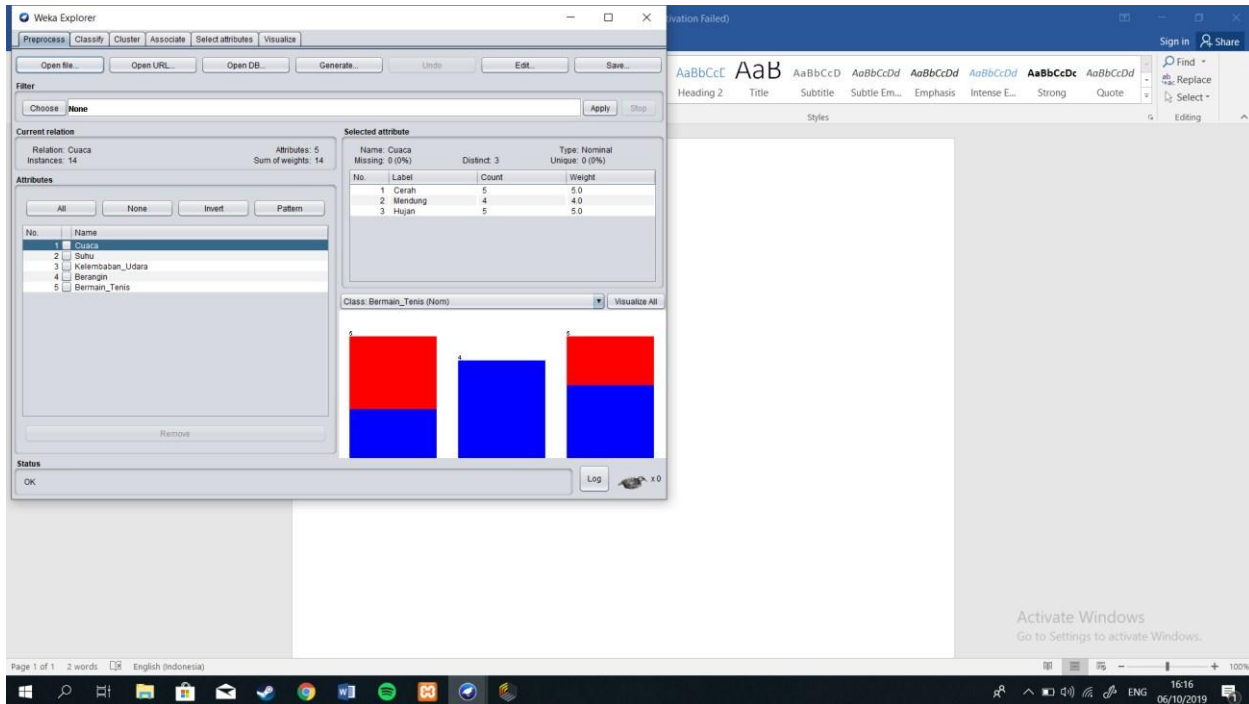 Weka Explorer
ivation Failed)
Preprocess Classify Cluster Associate Select attributes Visualize
Sign in Share
Open file... Open URL... Open DB... Generate... Undo Edit... Save...
Filter
Choose None Apply Stop
AaBbCcE AaB AaBbCcD AaBbCcDd AaBbCcDd AaBbCcDd AaBbCcDc AaBbCcDd
Heading 2 Title Subtitle Subtle Em... Emphasis Intense E... Strong Quote
Styles
Find
Replace
Select
Editing
Current relation
Relation: Cuaca Attributes: 5
Instances: 14 Sum of weights: 14
Selected attribute
Name: Cuaca Type: Nominal
Missing: 0 (0%) Distinct: 3 Unique: 0 (0%)
No. Label Count Weight
1 Cerah 5 5.0
2 Mendung 4 4.0
3 Hujan 5 5.0
Attributes
All None Invert Pattern
No. Name
1 Cuaca
2 Suhu
3 Kelembaban_Udara
4 Berangin
5 Bermain_Tenis
Remove
Class: Bermain_Tenis (Nom) Visualize All
5 4 5
Status
OK Log x 0
Activate Windows
Go to Settings to activate Windows.
Page 1 of 1 2 words English (Indonesia) 100%
ENG 16:16
06/10/2019